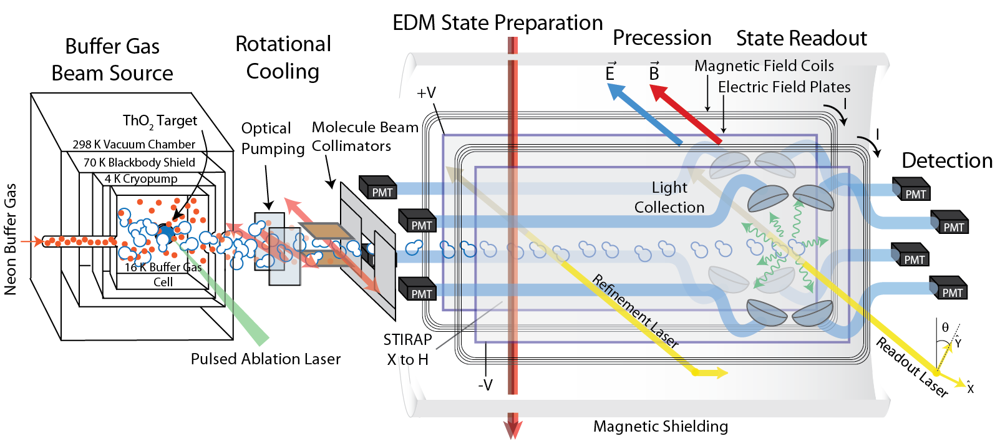 EDM State Preparation
Buffer Gas
Beam Source
Rotational
Cooling
Precession
State Readout
E
B
Magnetic Field Coils
Electric Field Plates
+V
I
I
ThO2 Target
298 K Vacuum Chamber
70 K Blackbody Shield
4 K Cryopump
16 K Buffer Gas
Cell
Neon Buffer Gas
Optical
Pumping
Molecule Beam
Collimators
Detection
PMT
PMT
PMT
PMT
PMT
PMT
PMT
Light
Collection
Refinement Laser
Readout Laser
STIRAP
X to H
-V
Pulsed Ablation Laser
Magnetic Shielding
θ
Ŷ
X̂